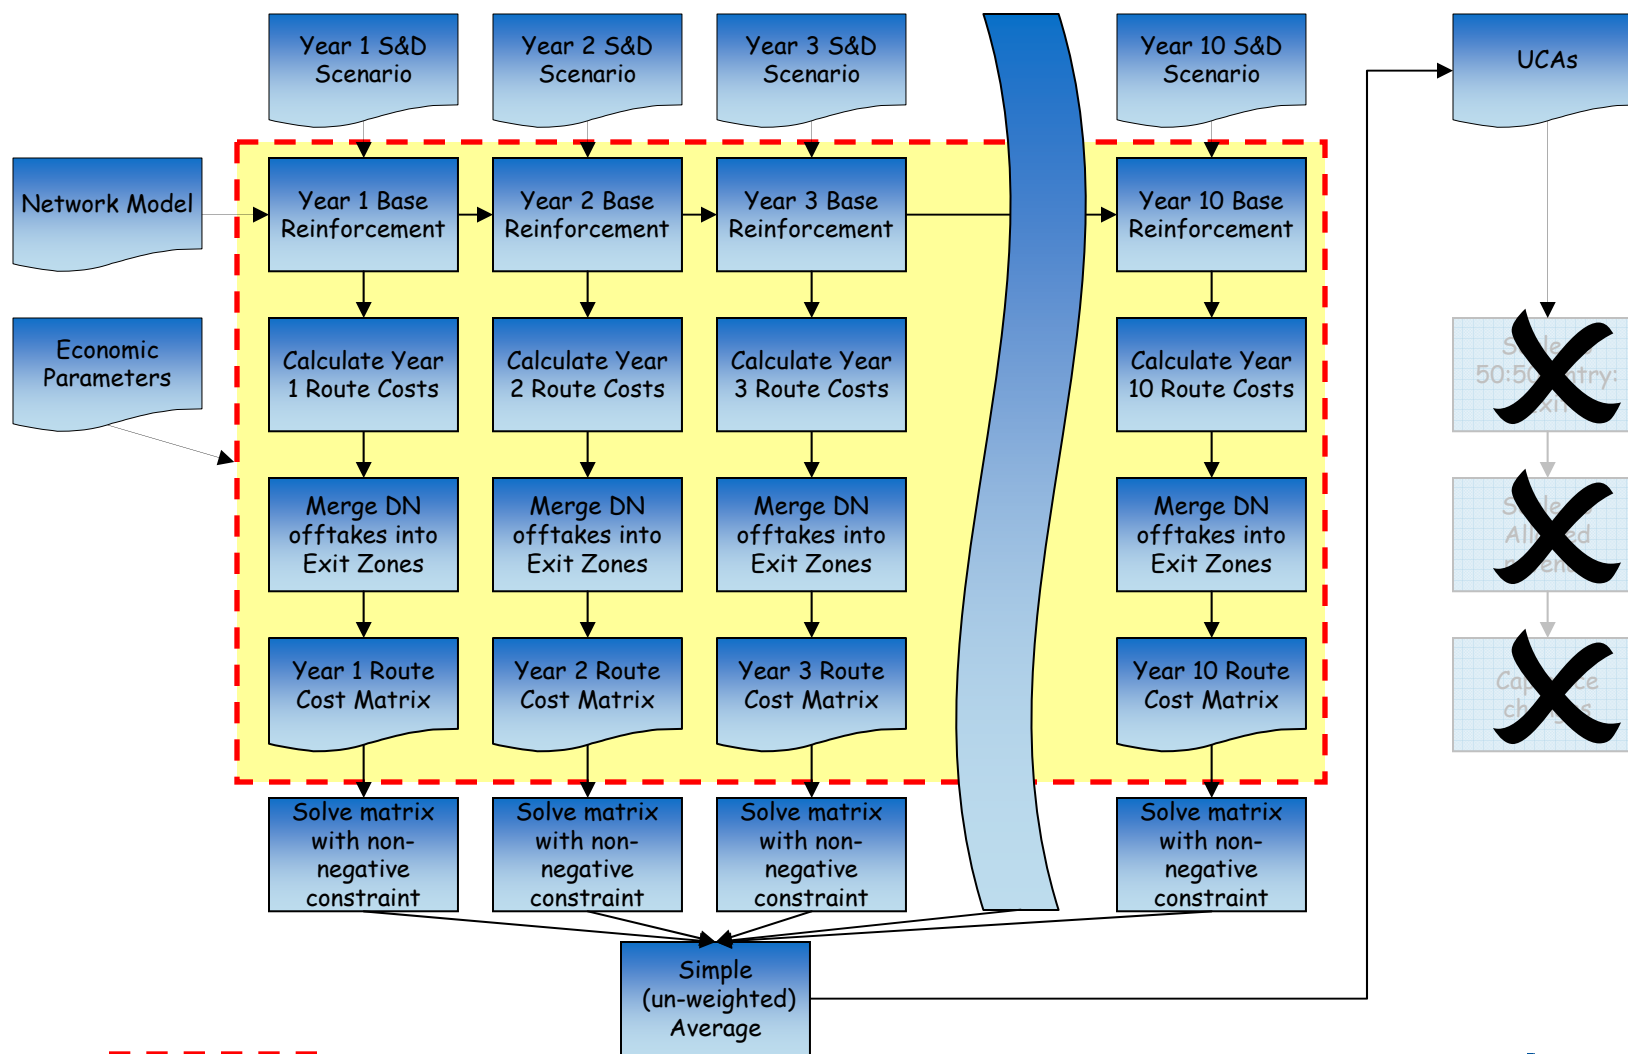 Year 1 S&D
Scenario
Year 2 S&D
Scenario
Year 3 S&D
Scenario
Year 10 S&D
Scenario
UCAs
Network Model
Year 1 Base
Reinforcement
Year 2 Base
Reinforcement
Year 3 Base
Reinforcement
Year 10 Base
Reinforcement
Economic
Parameters
Calculate Year
1 Route Costs
Calculate Year
2 Route Costs
Calculate Year
3 Route Costs
Calculate Year
10 Route Costs
50:50
Merge DN
offtakes into
Exit Zones
Merge DN
offtakes into
Exit Zones
Merge DN
offtakes into
Exit Zones
Merge DN
offtakes into
Exit Zones
Year 1 Route
Cost Matrix
Year 2 Route
Cost Matrix
Year 3 Route
Cost Matrix
Year 10 Route
Cost Matrix
Solve matrix
with non-
negative
constraint
Solve matrix
with non-
negative
constraint
Solve matrix
with non-
negative
constraint
Solve matrix
with non-
negative
constraint
Simple
(un-weighted)
Average